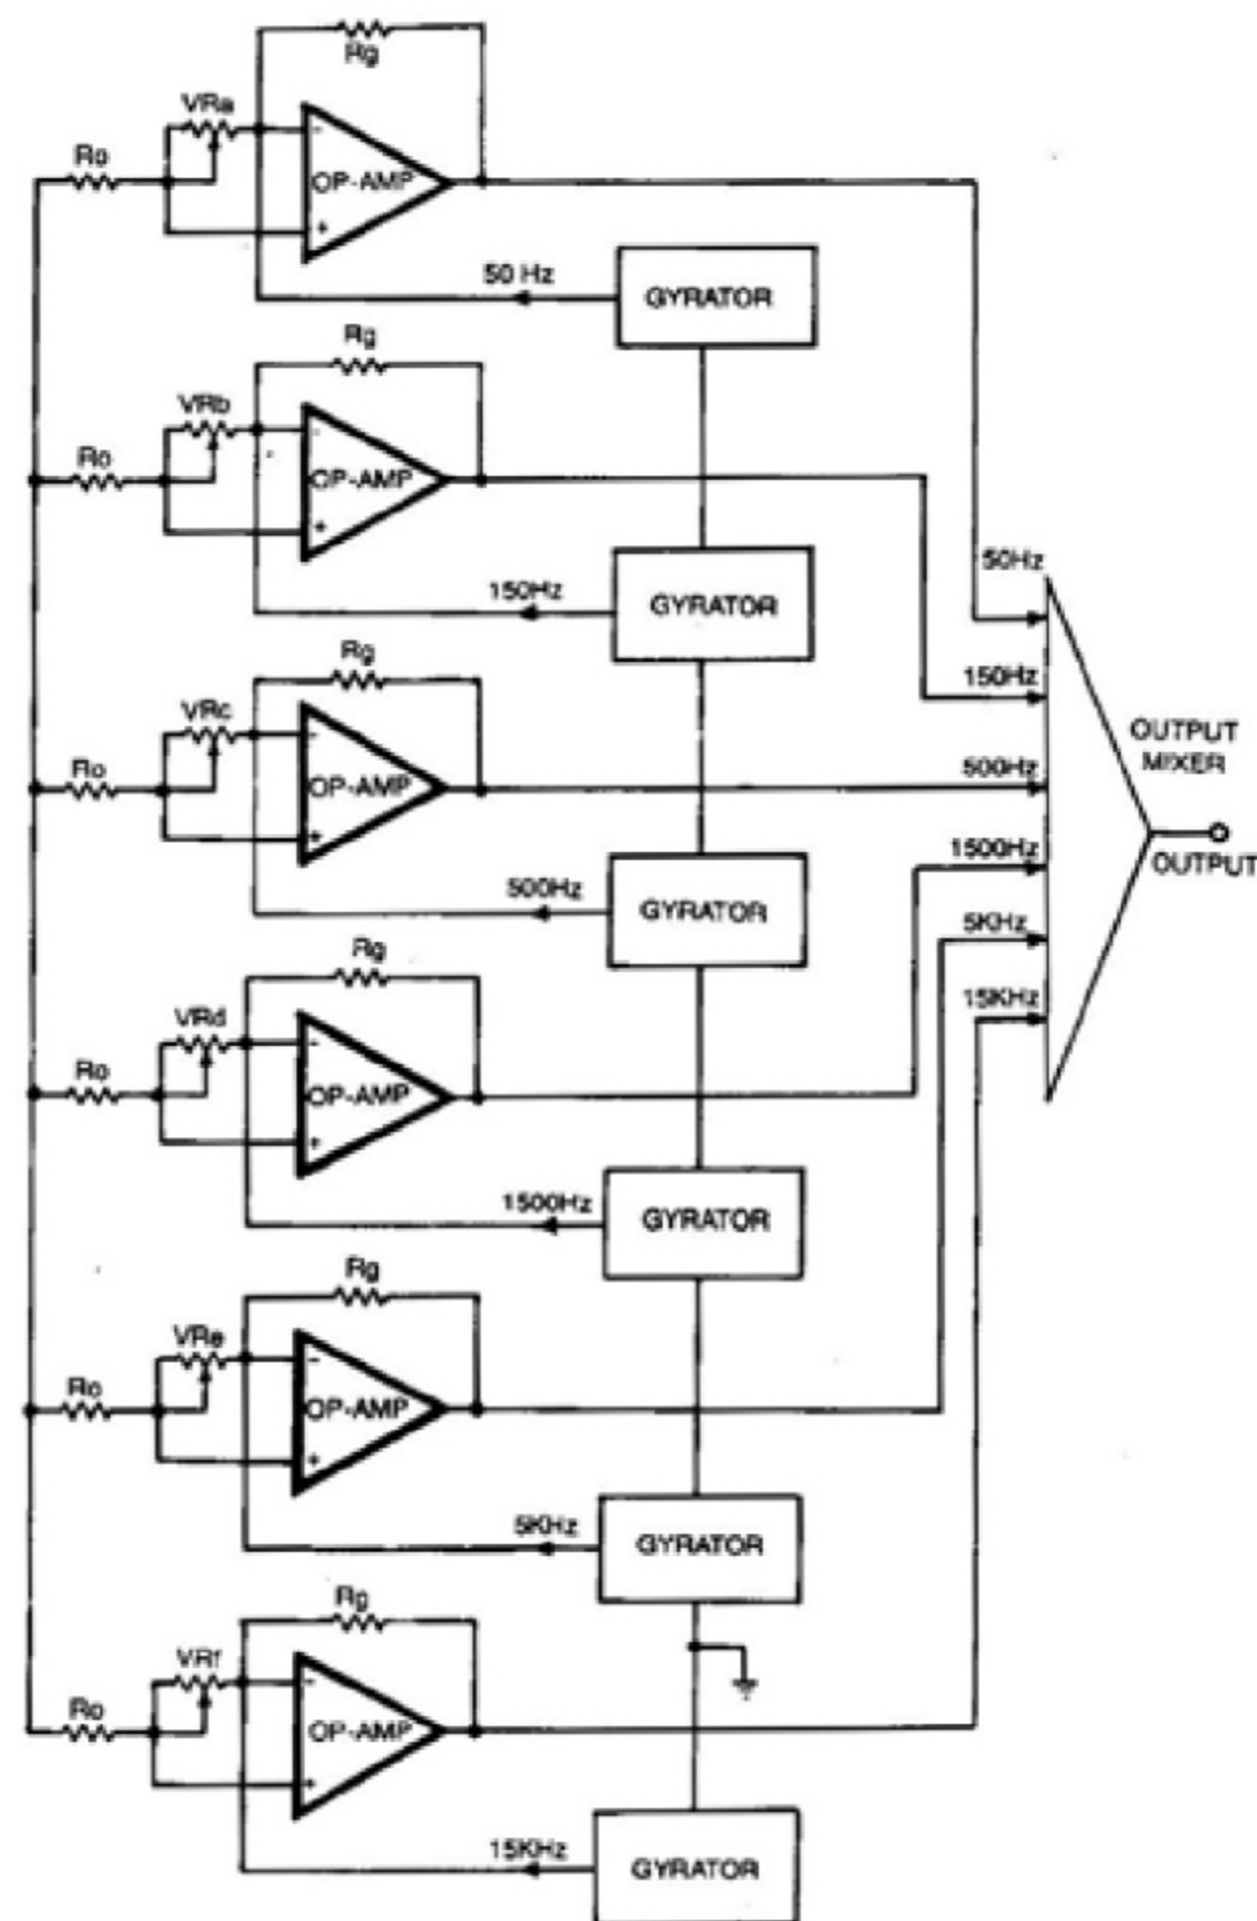 Rg
VRa
Ro
-
OP-AMP
+
50 Hz
GYRATOR
Rg
VRb
Ro
-
OP-AMP
+
150Hz
GYRATOR
50Hz
Rg
150Hz
VRc
-
OUTPUT
MIXER
Ro
OP-AMP
500Hz
+
1500Hz
OUTPUT
500Hz
GYRATOR
5KHz
Rg
15KHz
VRd
-
Ro
OP-AMP
+
1500Hz
GYRATOR
Rg
VRe
-
Ro
OP-AMP
+
5KHz
GYRATOR
Rg
VRf
-
Ro
OP-AMP
+
15KHz
GYRATOR